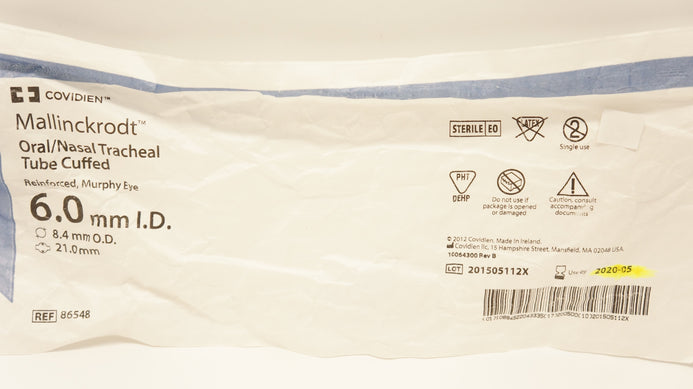 COVIDIEN™
Mallinckrodt™
Oral/Nasal Tracheal
Tube Cuffed
Reinforced, Murphy Eye
6.0 mm I.D.
8.4 mm O.D.
21.0mm
REF 86548
STERILE EO
LATEX
2
Single use
PHT
DEHP
Do not use if
package is opened
or damaged
Caution, consult
accompanying
documents
© 2012 Covidien. Made in Ireland.
Covidien llc, 15 Hampshire Street, Mansfield, MA 02048 USA.
10064300 Rev B
LOT 201505112X
Use BY 2020-05